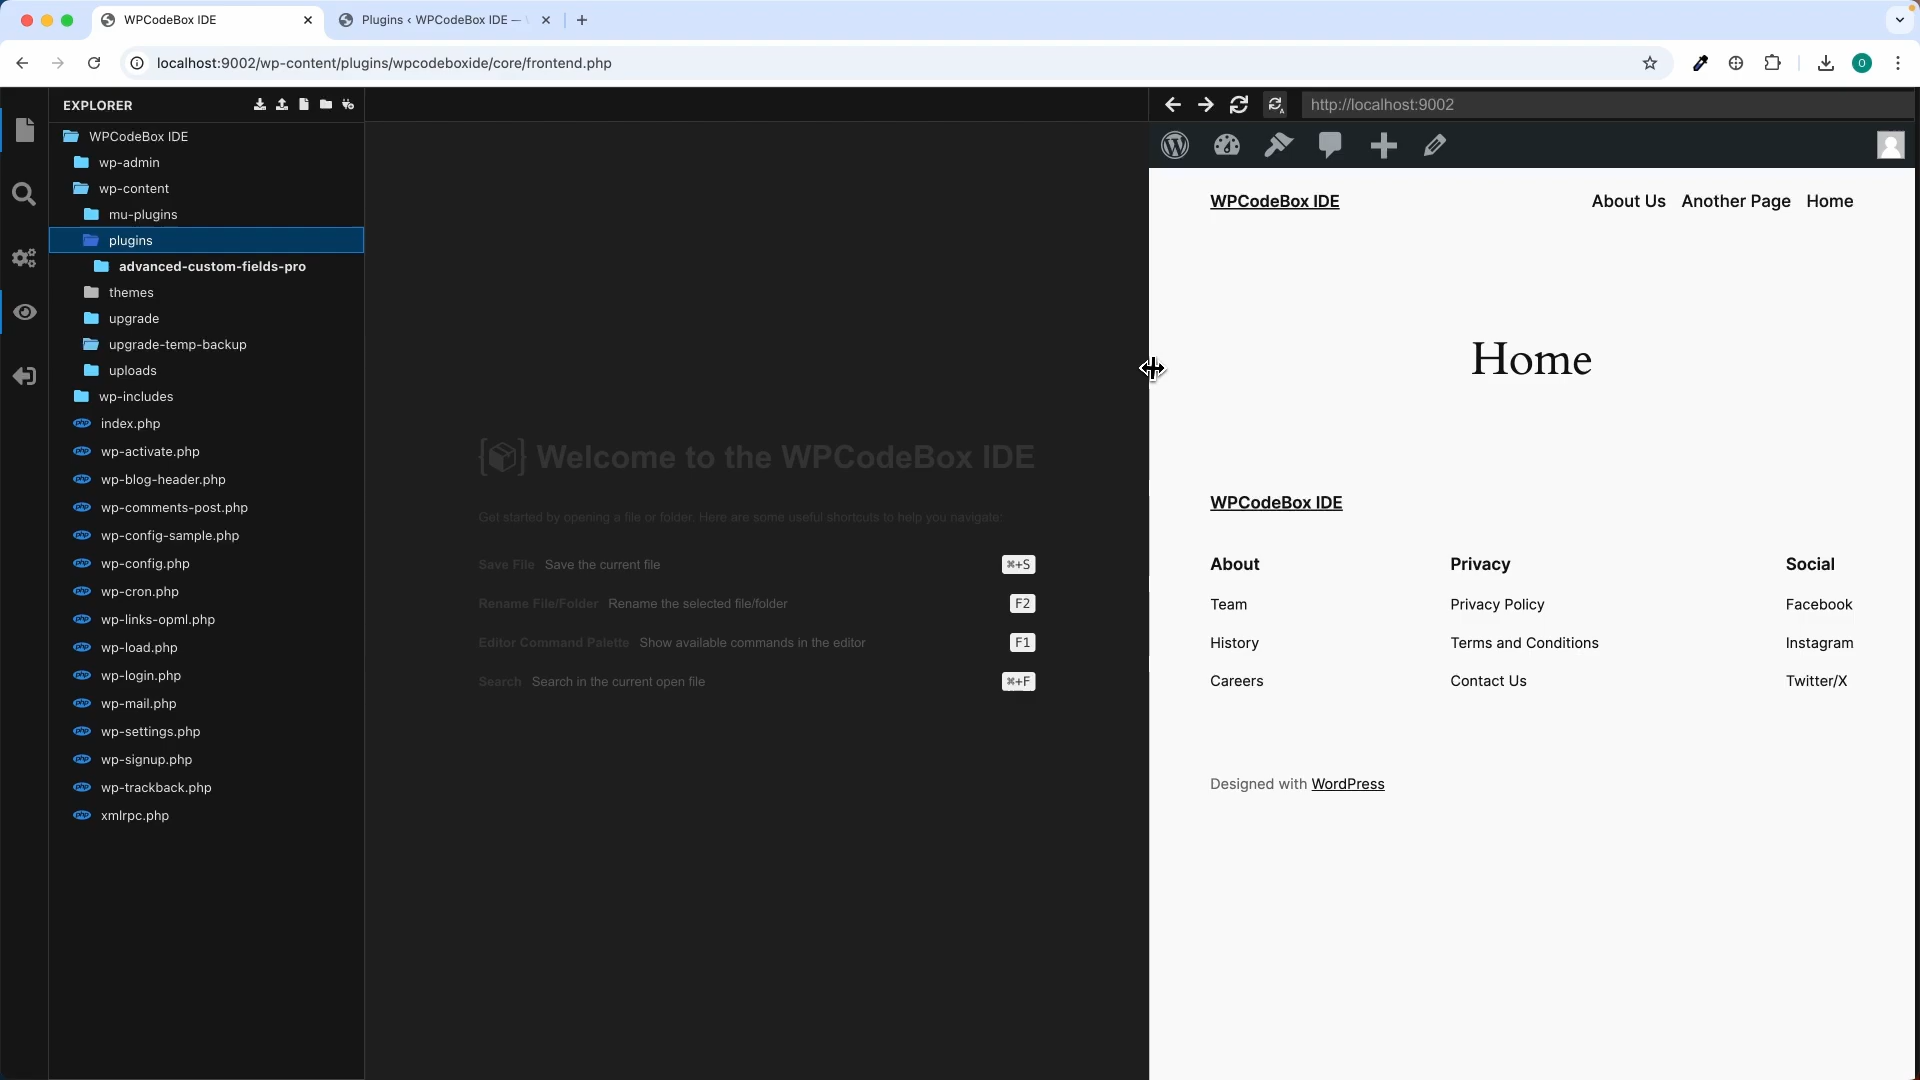 WPCodeBox IDE
Plugins ‹ WPCodeBox IDE —
localhost:9002/wp-content/plugins/wpcodeboxide/core/frontend.php
O
EXPLORER
WPCodeBox IDE
wp-admin
wp-content
mu-plugins
plugins
advanced-custom-fields-pro
themes
upgrade
upgrade-temp-backup
uploads
wp-includes
index.php
wp-activate.php
wp-blog-header.php
wp-comments-post.php
wp-config-sample.php
wp-config.php
wp-cron.php
wp-links-opml.php
wp-load.php
wp-login.php
wp-mail.php
wp-settings.php
wp-signup.php
wp-trackback.php
xmlrpc.php
Welcome to the WPCodeBox IDE
Get started by opening a file or folder. Here are some useful shortcuts to help you navigate:
Save File Save the current file ⌘+S
Rename File/Folder Rename the selected file/folder F2
Editor Command Palette Show available commands in the editor F1
Search Search in the current open file ⌘+F
http://localhost:9002
WPCodeBox IDE
About Us Another Page Home
Home
WPCodeBox IDE
About
Team
History
Careers
Privacy
Privacy Policy
Terms and Conditions
Contact Us
Social
Facebook
Instagram
Twitter/X
Designed with WordPress